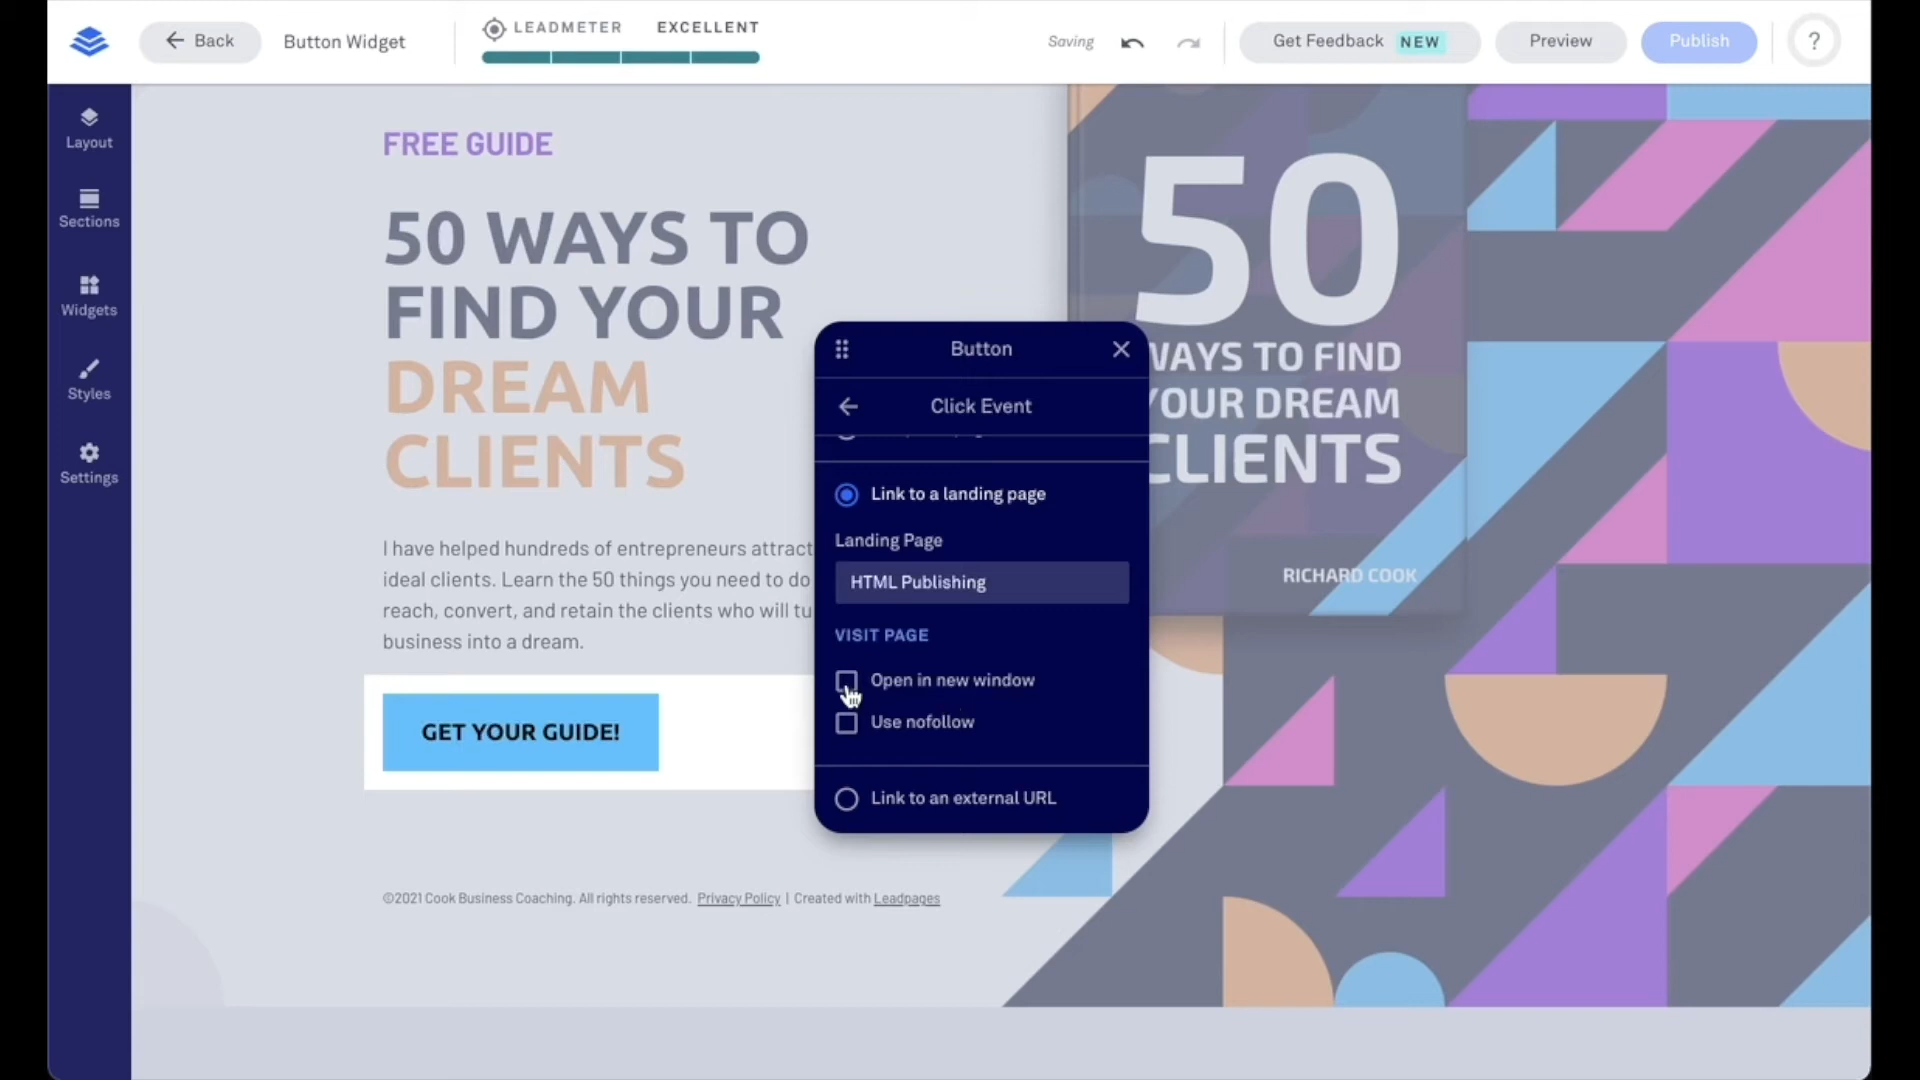 Back
Button Widget
LEADMETER EXCELLENT
Saving
Get Feedback NEW
Preview
Publish
?
Layout
Sections
Widgets
Styles
Settings
FREE GUIDE
50 WAYS TO
FIND YOUR
DREAM
CLIENTS
I have helped hundreds of entrepreneurs attract
ideal clients. Learn the 50 things you need to do
reach, convert, and retain the clients who will
business into a dream.
GET YOUR GUIDE!
©2021 Cook Business Coaching. All rights reserved. Privacy Policy | Created with Leadpages
50
WAYS TO FIND
YOUR DREAM
CLIENTS
RICHARD COOK
Button
Click Event
Link to a landing page
Landing Page
HTML Publishing
VISIT PAGE
Open in new window
Use nofollow
Link to an external URL